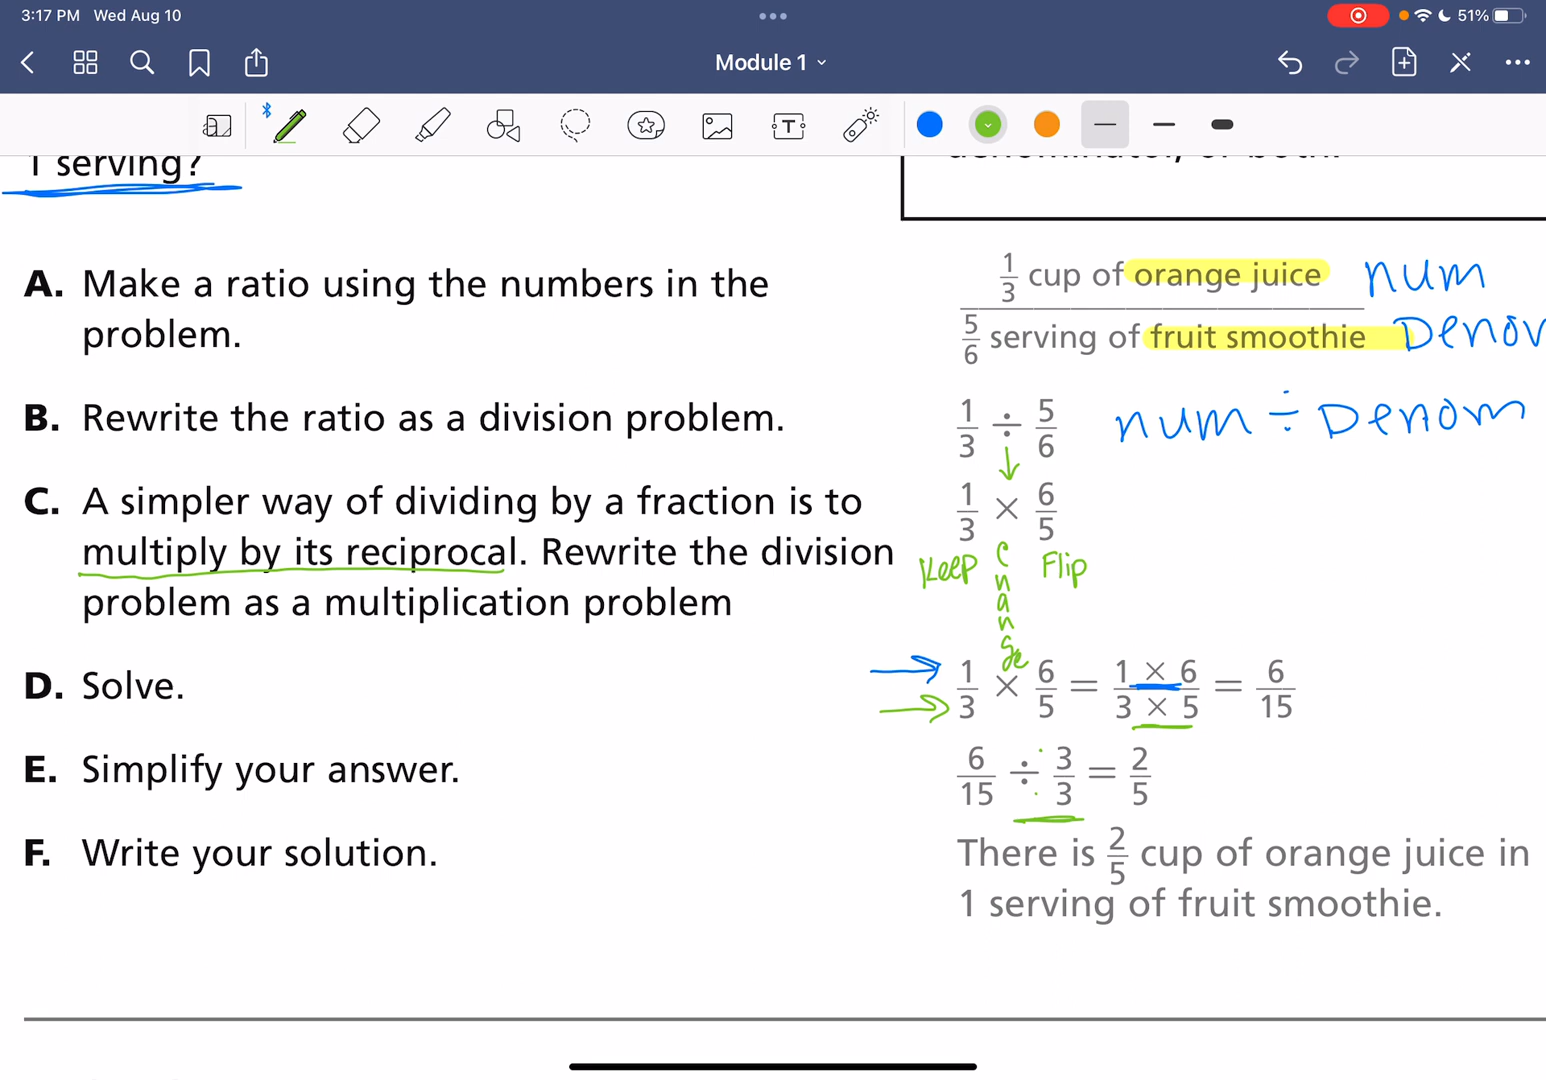 3:17 PM Wed Aug 10
51%
Module 1
1 serving?
A. Make a ratio using the numbers in the
problem.
1/3 cup of orange juice num
5/6 serving of fruit smoothie Denom
B. Rewrite the ratio as a division problem.
1/3 ÷ 5/6 num ÷ Denom
C. A simpler way of dividing by a fraction is to
multiply by its reciprocal. Rewrite the division
problem as a multiplication problem
1/3 × 6/5
Keep change Flip
D. Solve.
1/3 × 6/5 = 1 × 6/3 × 5 = 6/15
E. Simplify your answer.
6/15 ÷ 3/3 = 2/5
F. Write your solution.
There is 2/5 cup of orange juice in
1 serving of fruit smoothie.